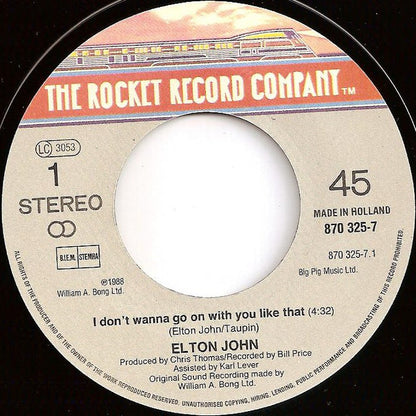 THE ROCKET RECORD COMPANY TM
LC 3053
1
STEREO
45
MADE IN HOLLAND
870 325-7
B.I.E.M. STEMRA
870 325-7.1
Big Pig Music Ltd.
℗1988
William A. Bong Ltd.
I don't wanna go on with you like that (4:32)
(Elton John/Taupin)
ELTON JOHN
Produced by Chris Thomas/Recorded by Bill Price
Assisted by Karl Lever
Original Sound Recording made by
William A. Bong Ltd.
ALL RIGHTS OF THE MANUFACTURER AND OF THE OWNER OF THE WORK REPRODUCED RESERVED. UNAUTHORISED COPYING, HIRING, LENDING, PUBLIC PERFORMANCE AND BROADCASTING OF THIS RECORD PROHIBITED.